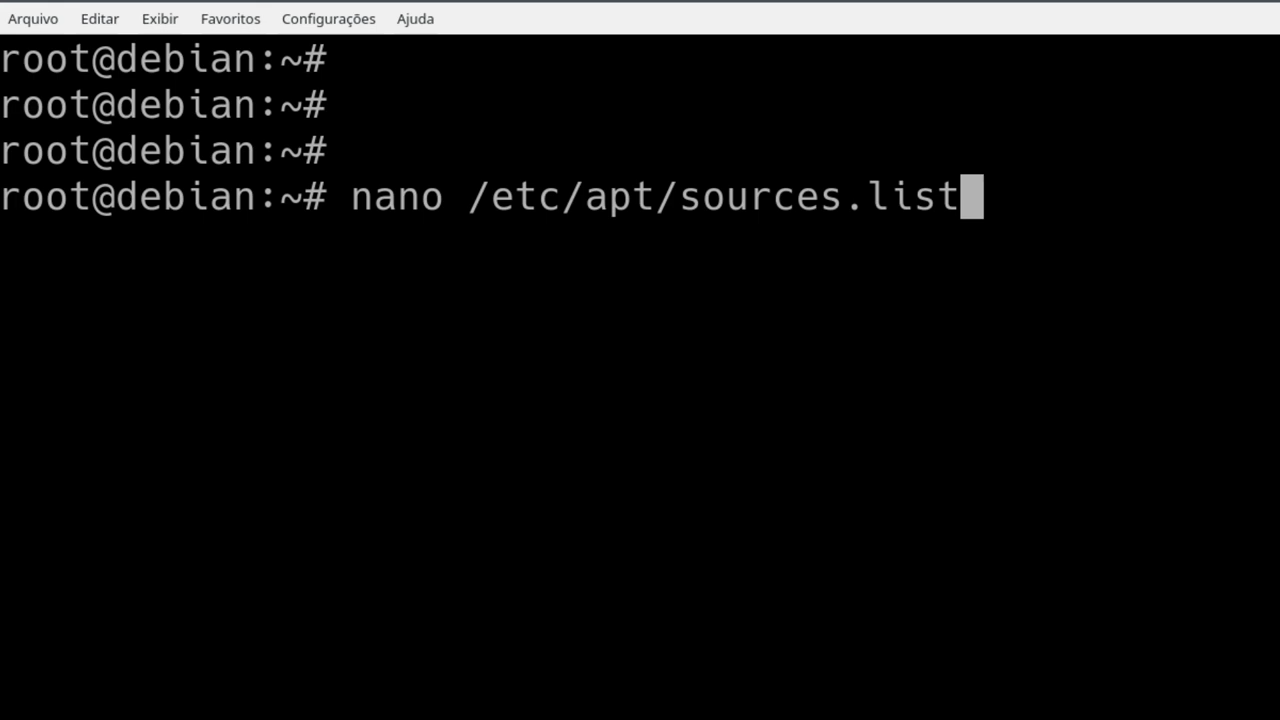 Arquivo Editar Exibir Favoritos Configurações Ajuda
root@debian:~#
root@debian:~#
root@debian:~#
root@debian:~# nano /etc/apt/sources.list